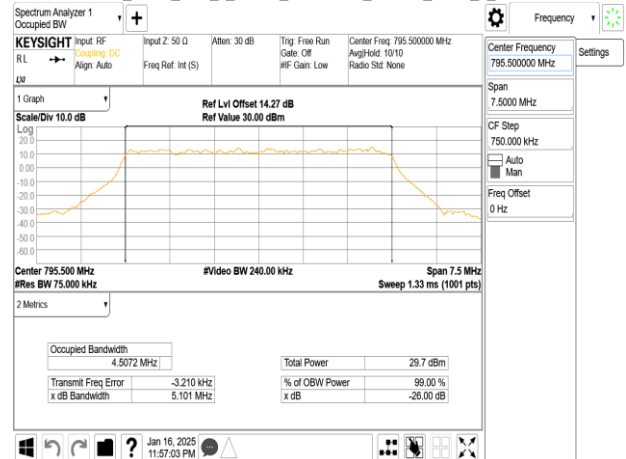 Spectrum Analyzer 1
Occupied BW
Frequency
KEYSIGHT
Input: RF
Coupling: DC
Align: Auto
Input Z: 50 Ω
Freq Ref: Int (S)
Atten: 30 dB
Trig: Free Run
Gate: Off
#IF Gain: Low
Center Freq: 795.500000 MHz
Avg|Hold: 10/10
Radio Std: None
RL
LXI
Center Frequency
795.500000 MHz
Settings
Span
7.5000 MHz
CF Step
750.000 kHz
Auto
Man
Freq Offset
0 Hz
1 Graph
Scale/Div 10.0 dB
Ref Lvl Offset 14.27 dB
Ref Value 30.00 dBm
Log
20.0
10.0
0.00
-10.0
-20.0
-30.0
-40.0
-50.0
-60.0
Center 795.500 MHz
#Video BW 240.00 kHz
Span 7.5 MHz
#Res BW 75.000 kHz
Sweep 1.33 ms (1001 pts)
2 Metrics
Occupied Bandwidth
4.5072 MHz
Total Power 29.7 dBm
Transmit Freq Error -3.210 kHz
% of OBW Power 99.00 %
x dB Bandwidth 5.101 MHz
x dB -26.00 dB
Jan 16, 2025
11:57:03 PM